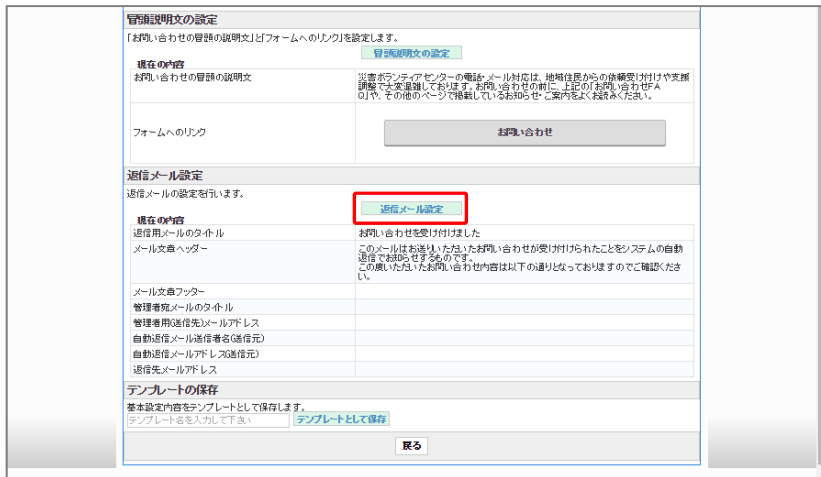 冒頭説明文の設定
「お問い合わせの冒頭の説明文」と「フォームへのリンク」を設定します。
冒頭説明文の設定
現在の内容
お問い合わせの冒頭の説明文
災害ボランティアセンターの電話・メール対応は、地域住民からの依頼受け付けや支援
調整で大変混雑しております。お問い合わせの前に、上記の「お問い合わせFA
Q」や、その他のページで掲載しているお知らせ・ご案内をよくお読みください。
フォームへのリンク
お問い合わせ
返信メール設定
返信メールの設定を行います。
返信メール設定
現在の内容
返信用メールのタイトル
お問い合わせを受け付けました
メール文章ヘッダー
このメールはお送りいただいたお問い合わせが受け付けられたことをシステムの自動
返信でお知らせするものです。
この度いただいたお問い合わせ内容は以下の通りとなっておりますのでご確認くださ
い。
メール文章フッター
管理者宛メールのタイトル
管理者用(送信先)メールアドレス
自動返信メール送信者名(送信元)
自動返信メールアドレス(送信元)
返信先メールアドレス
テンプレートの保存
基本設定内容をテンプレートとして保存します。
テンプレート名を入力して下さい
テンプレートとして保存
戻る